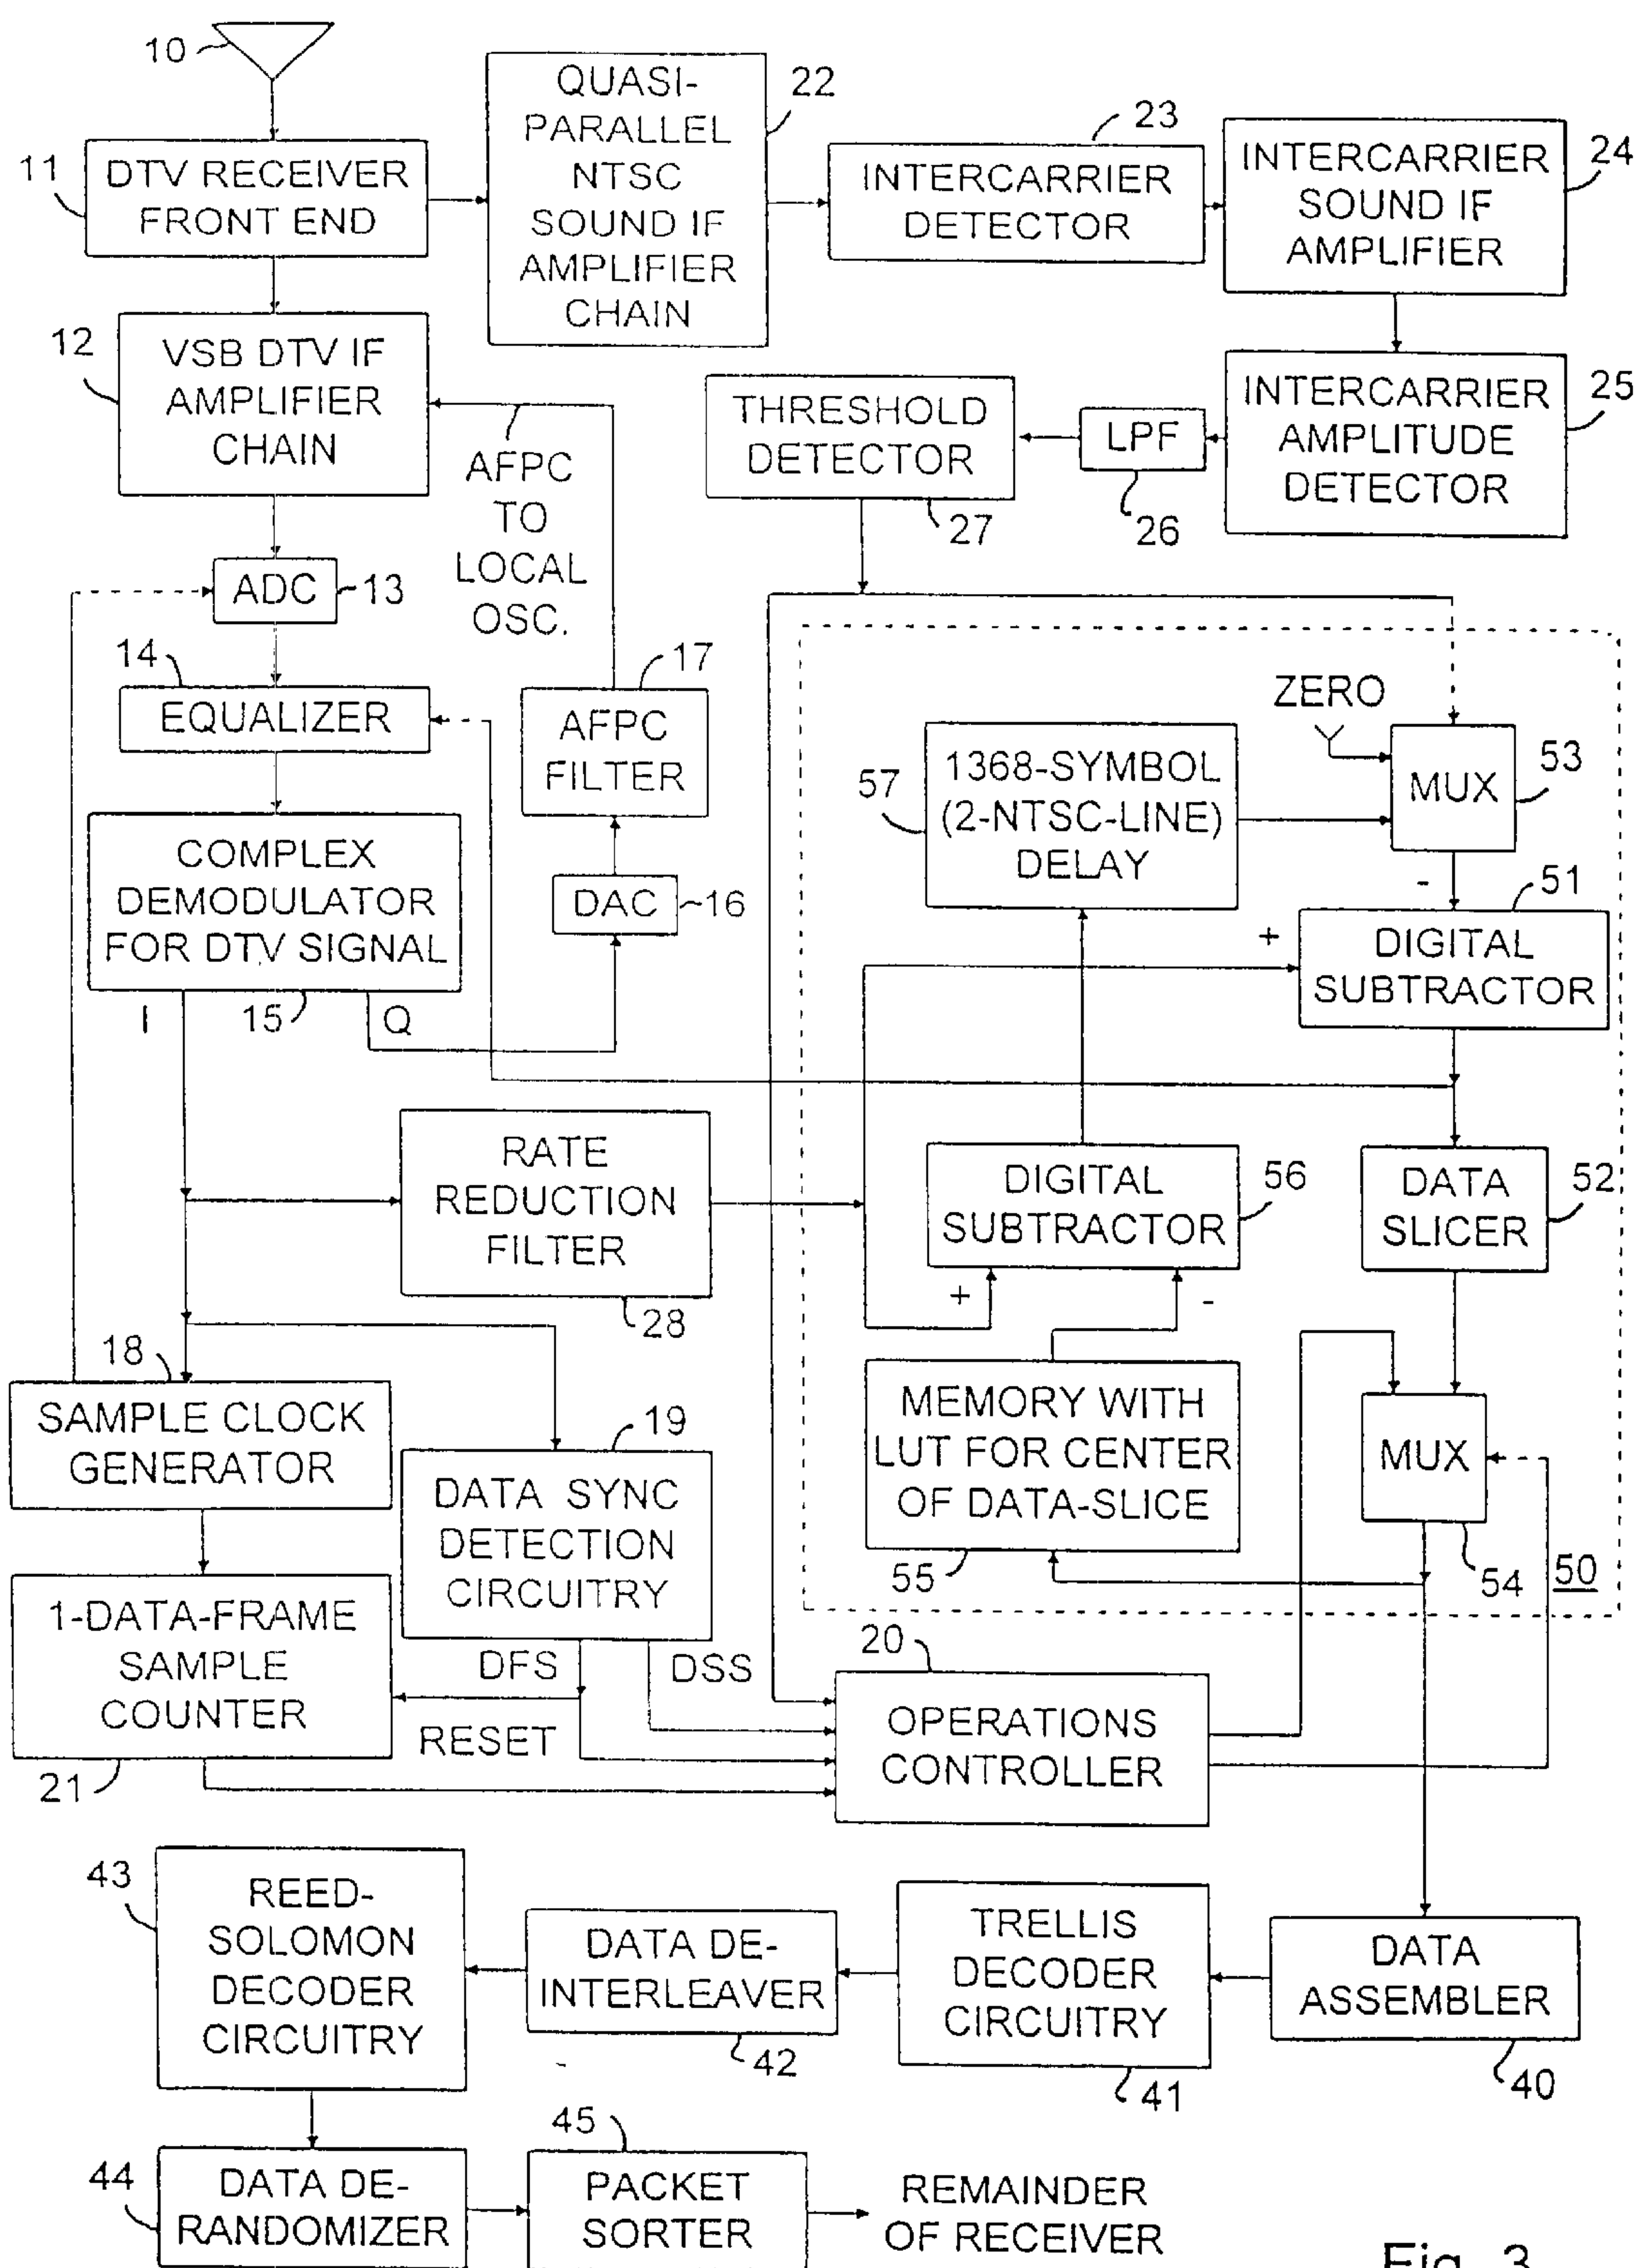 10
QUASI-
PARALLEL
NTSC
SOUND IF
AMPLIFIER
CHAIN
22
23
INTERCARRIER
DETECTOR
INTERCARRIER
SOUND IF
AMPLIFIER
24
11
DTV RECEIVER
FRONT END
12
VSB DTV IF
AMPLIFIER
CHAIN
AFPC
TO
LOCAL
OSC.
THRESHOLD
DETECTOR
27
LPF
26
INTERCARRIER
AMPLITUDE
DETECTOR
25
ADC
13
14
EQUALIZER
17
AFPC
FILTER
ZERO
57
1368-SYMBOL
(2-NTSC-LINE)
DELAY
MUX
53
COMPLEX
DEMODULATOR
FOR DTV SIGNAL
DAC
16
-
51
+
DIGITAL
SUBTRACTOR
I
15
Q
RATE
REDUCTION
FILTER
28
DIGITAL
SUBTRACTOR
56
+
-
DATA
SLICER
52
18
SAMPLE CLOCK
GENERATOR
19
DATA SYNC
DETECTION
CIRCUITRY
MEMORY WITH
LUT FOR CENTER
OF DATA-SLICE
55
MUX
54
50
1-DATA-FRAME
SAMPLE
COUNTER
21
DFS
DSS
RESET
20
OPERATIONS
CONTROLLER
43
REED-
SOLOMON
DECODER
CIRCUITRY
DATA DE-
INTERLEAVER
42
TRELLIS
DECODER
CIRCUITRY
41
DATA
ASSEMBLER
40
44
DATA DE-
RANDOMIZER
45
PACKET
SORTER
REMAINDER
OF RECEIVER
Fig. 3